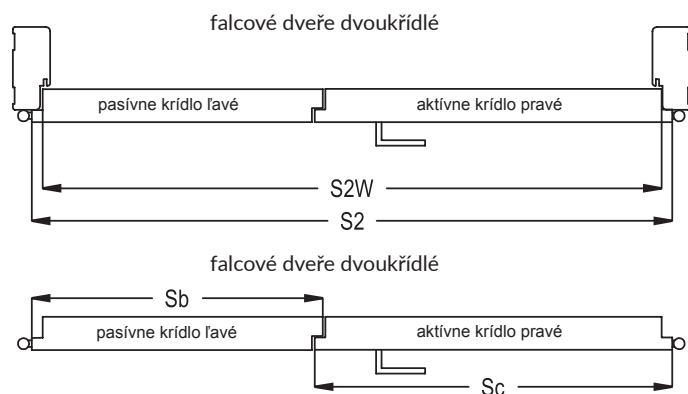 falcové dveře dvoukřídlé
pasívne krídlo ľavé
aktívne krídlo pravé
S2W
S2
falcové dveře dvoukřídlé
Sb
pasívne krídlo ľavé
aktívne krídlo pravé
Sc